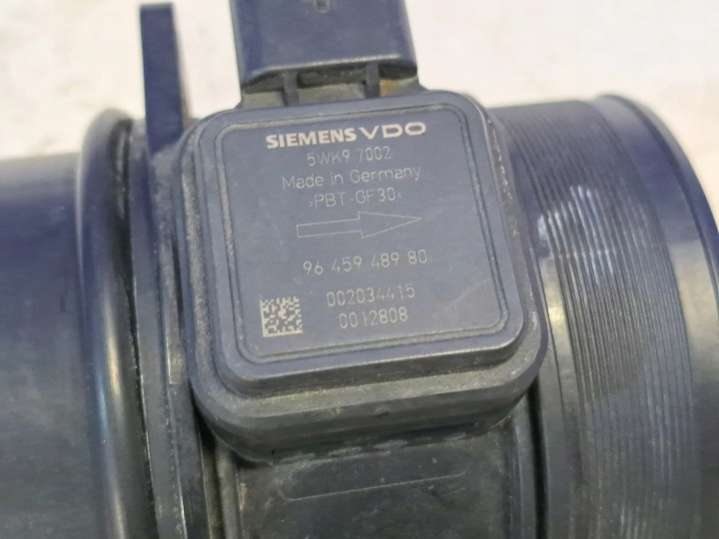 SIEMENS VDO
5WK9 7002
Made in Germany
>PBT-GF30<
96 459 489 80
002034415
0012808